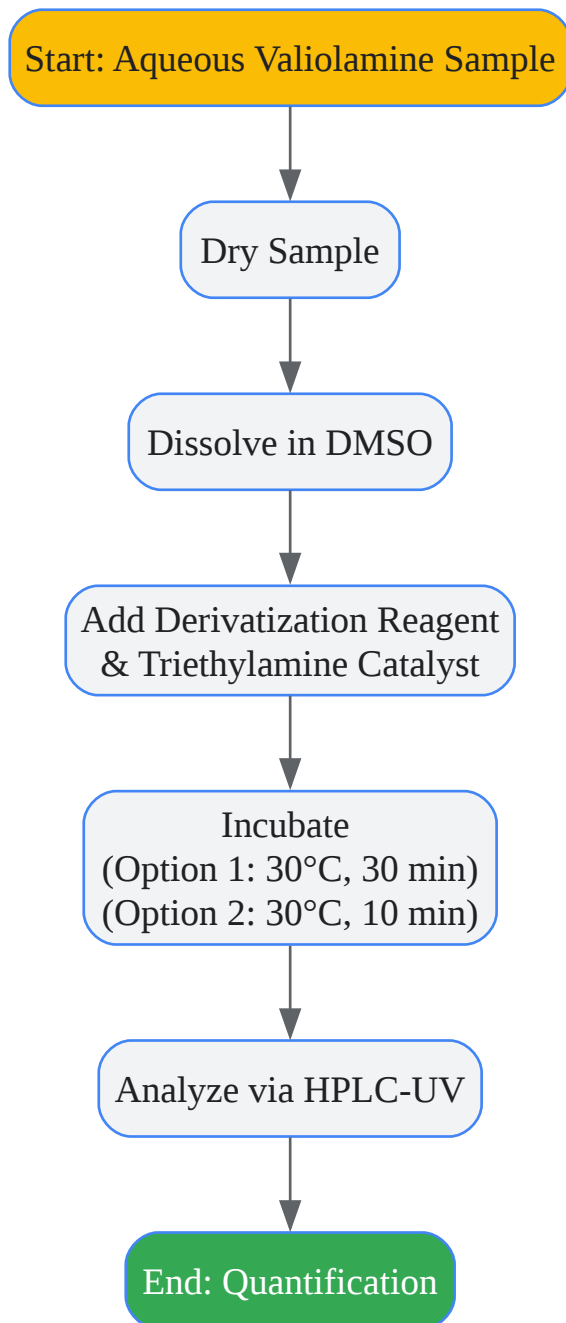 Start: Aqueous Valiolamine Sample
Dry Sample
Dissolve in DMSO
Add Derivatization Reagent
& Triethylamine Catalyst
Incubate
(Option 1: 30°C, 30 min)
(Option 2: 30°C, 10 min)
Analyze via HPLC-UV
End: Quantification